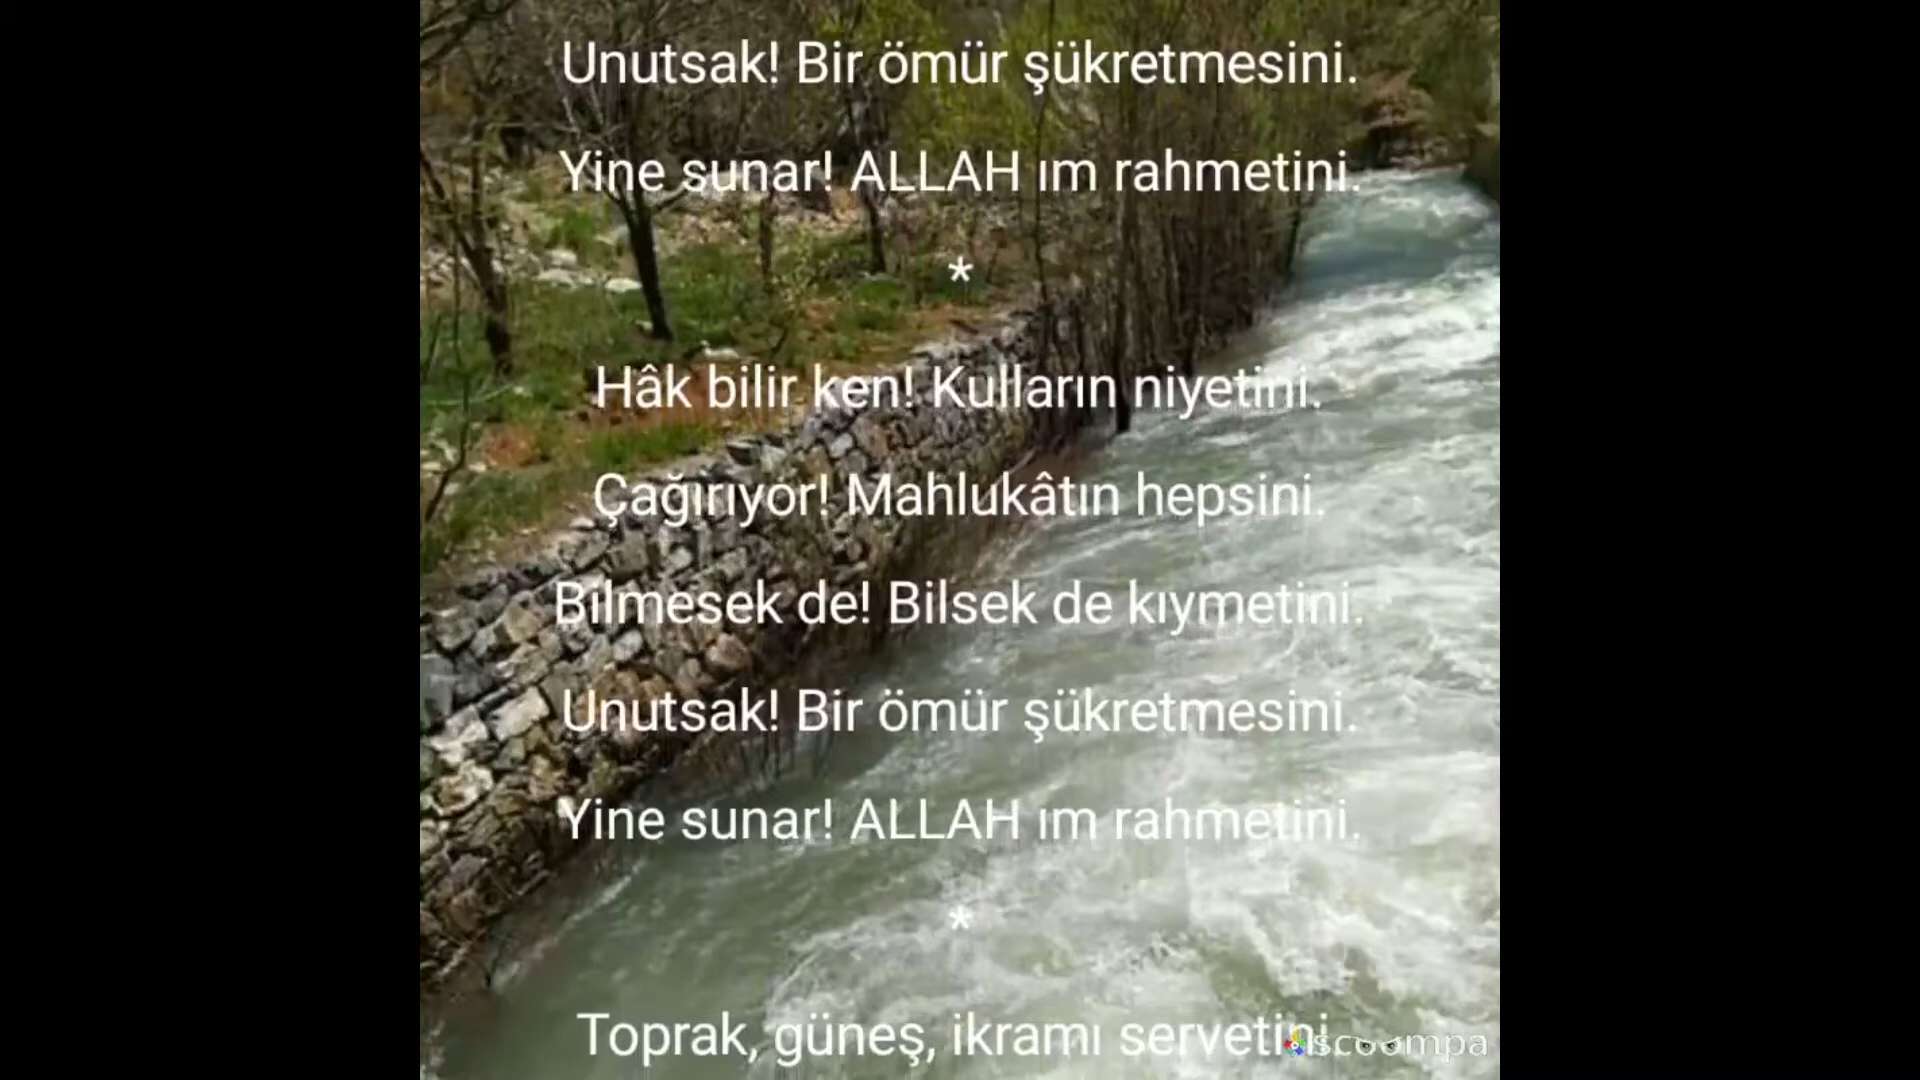 Unutsak! Bir ömür şükretmesini.
Yine sunar! ALLAH ım rahmetini.
*
Hâk bilir ken! Kulların niyetini.
Çağırıyor! Mahlukâtın hepsini.
Bilmesek de! Bilsek de kıymetini.
Unutsak! Bir ömür şükretmesini.
Yine sunar! ALLAH ım rahmetini.
*
Toprak, güneş, ikramı servetini.
scoompa